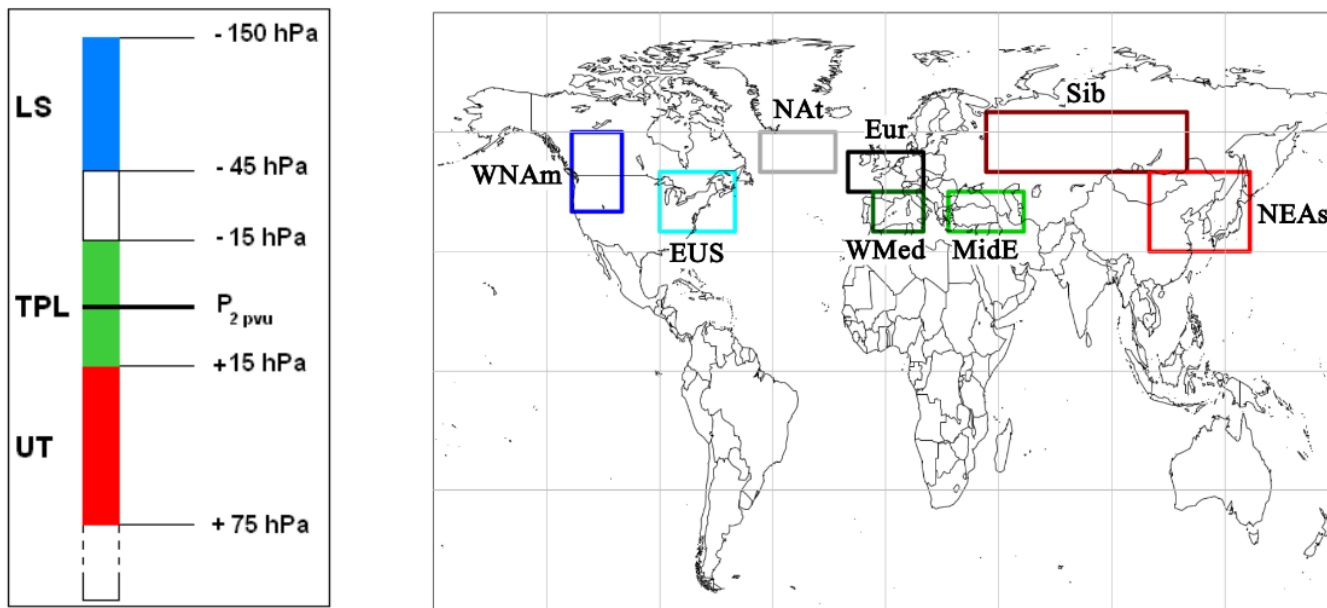 - 150 hPa
LS
- 45 hPa
- 15 hPa
TPL
P2 pvu
+ 15 hPa
UT
+ 75 hPa
Sib
NAt
Eur
WNAm
NEAs
EUS
WMed
MidE